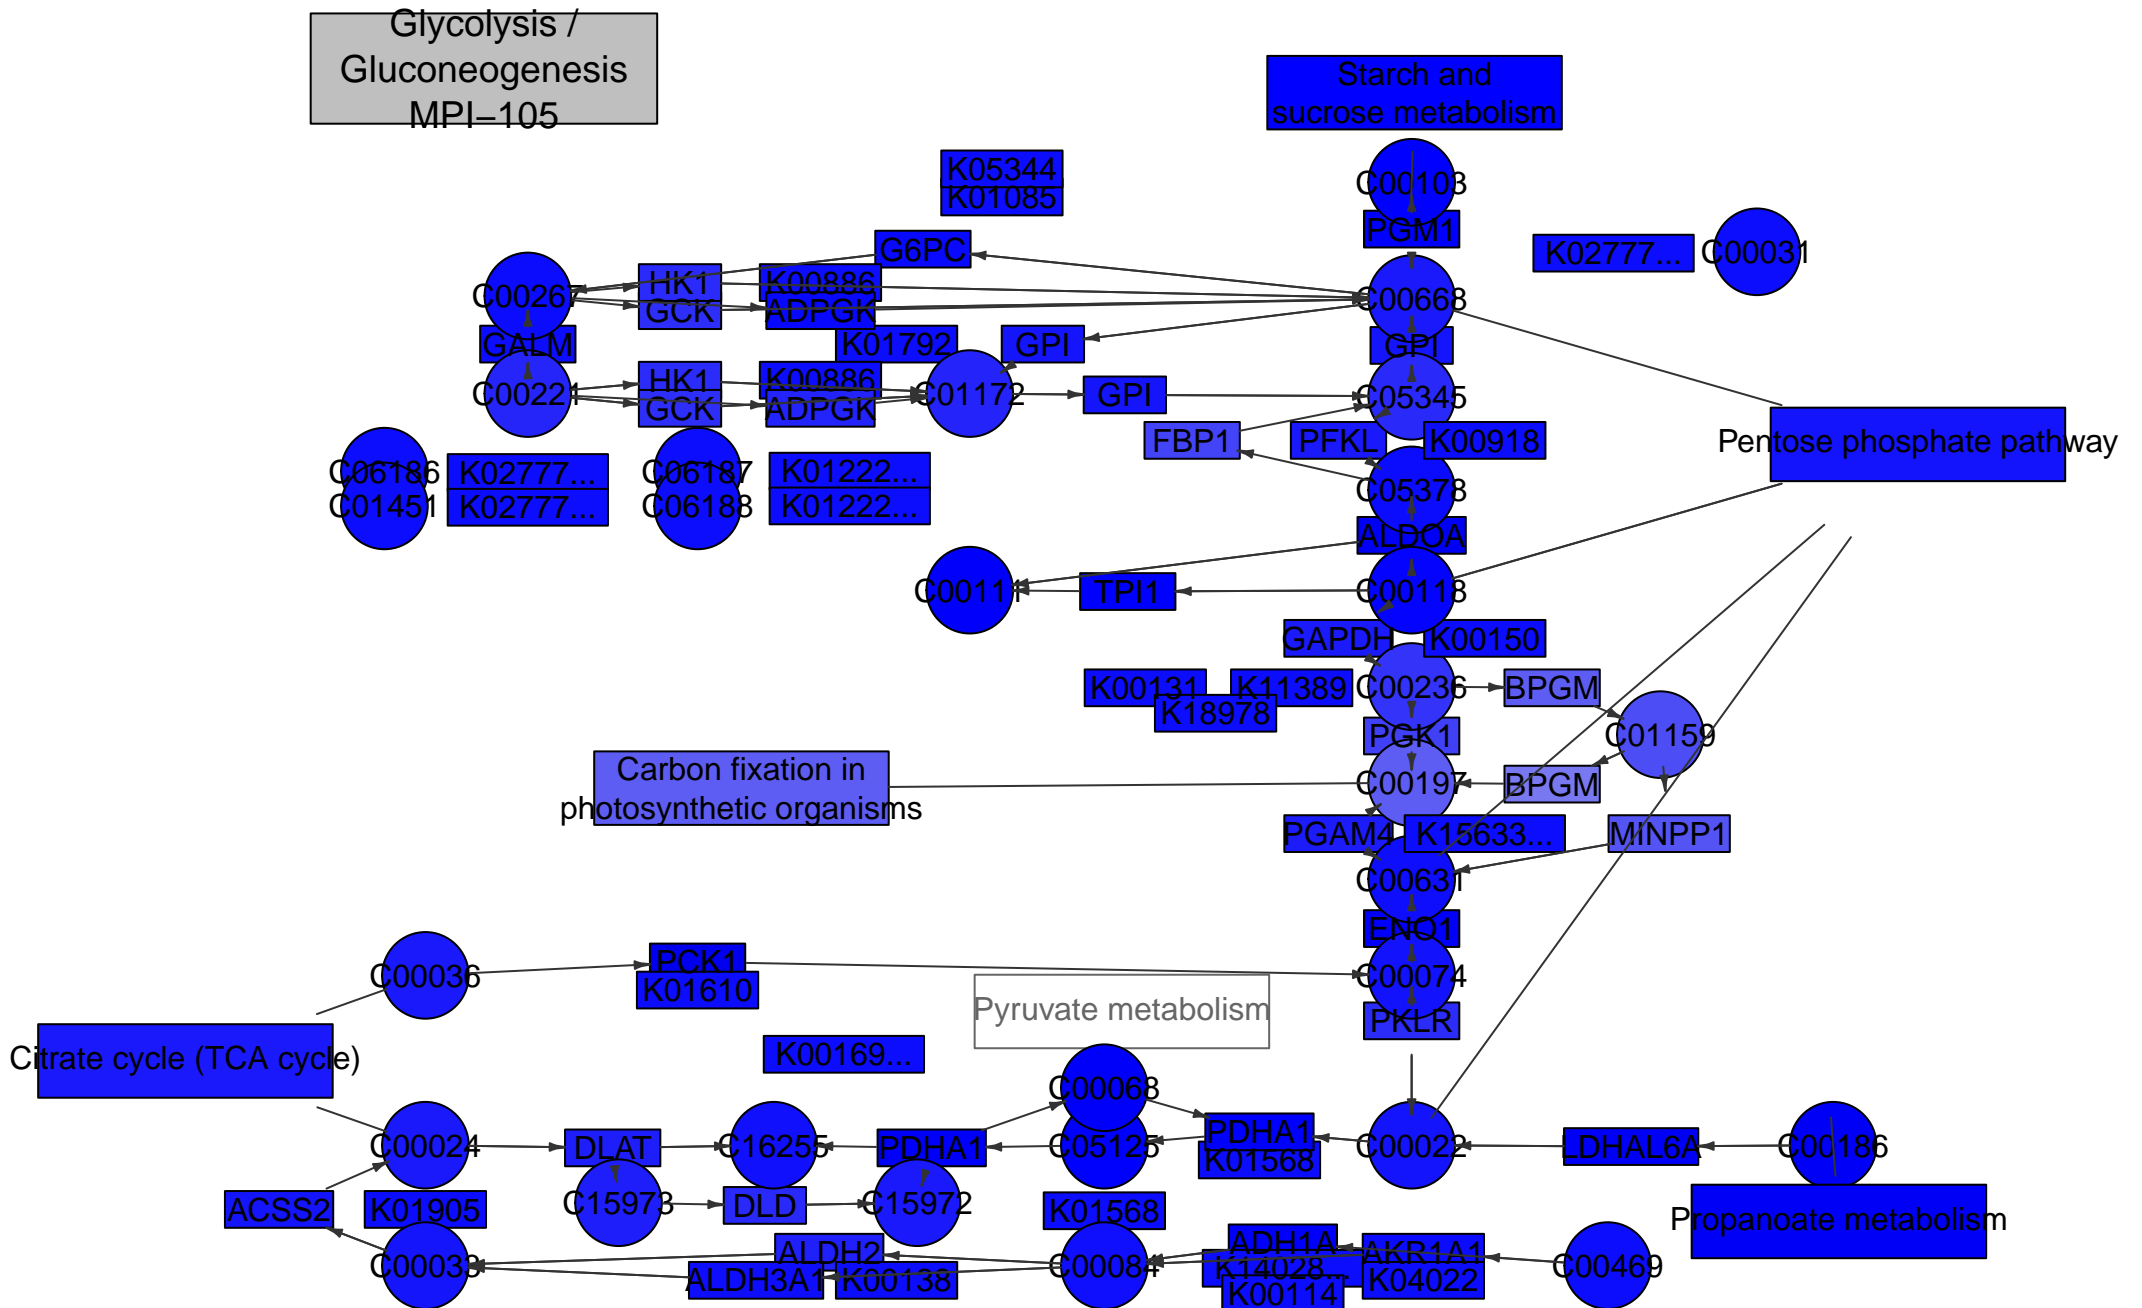 Glycolysis /
Gluconeogenesis
MPI–105
Starch and
sucrose metabolism
K05344
K01085
C00103
PGM1
G6PC
K02777...
C00031
C00267
HK1
K00886
GCK
ADPGK
C00668
GALM
K01792
GPI
GPI
C00221
HK1
K00886
GCK
ADPGK
C01172
GPI
C05345
FBP1
PFKL
K00918
Pentose phosphate pathway
C06186
K02777...
C06187
K01222...
C05378
C01451
K02777...
C06188
K01222...
ALDOA
C00111
TPI1
C00118
GAPDH
K00150
K00131
K11389
K18978
C00236
BPGM
PGK1
C01159
Carbon fixation in
photosynthetic organisms
C00197
BPGM
PGAM4
K15633...
MINPP1
C00631
ENO1
C00036
PCK1
K01610
C00074
Pyruvate metabolism
PKLR
Citrate cycle (TCA cycle)
K00169...
C00068
C00024
DLAT
C16255
PDHA1
C05125
PDHA1
K01568
C00022
LDHAL6A
C00186
ACSS2
K01905
C15973
DLD
C15972
K01568
Propanoate metabolism
C00033
ALDH2
ALDH3A1
K00138
C00084
ADH1A
K14028...
K00114
AKR1A1
K04022
C00469